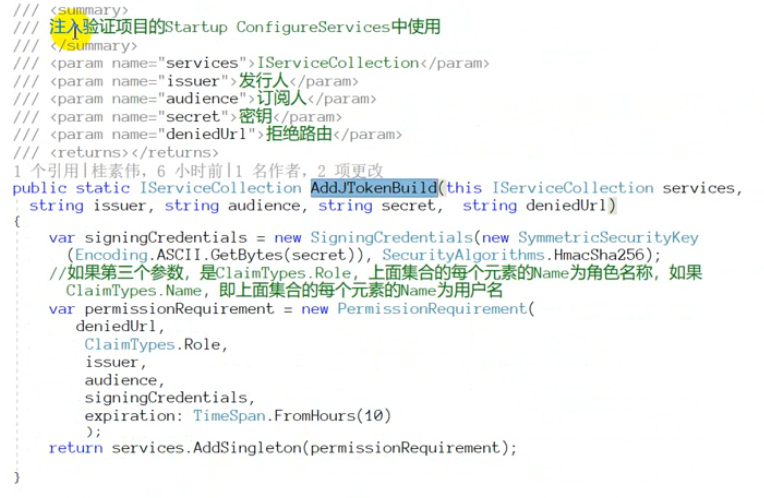 /// <summary>
/// 注入验证项目的Startup ConfigureServices中使用
/// </summary>
/// <param name="services">IServiceCollection</param>
/// <param name="issuer">发行人</param>
/// <param name="audience">订阅人</param>
/// <param name="secret">密钥</param>
/// <param name="deniedUrl">拒绝路由</param>
/// <returns></returns>
1 个引用|桂素伟，6 小时前|1 名作者，2 项更改
public static IServiceCollection AddJTokenBuild(this IServiceCollection services,
string issuer, string audience, string secret,  string deniedUrl)
{
var signingCredentials = new SigningCredentials(new SymmetricSecurityKey
(Encoding.ASCII.GetBytes(secret)), SecurityAlgorithms.HmacSha256);
//如果第三个参数，是ClaimTypes.Role，上面集合的每个元素的Name为角色名称，如果
ClaimTypes.Name，即上面集合的每个元素的Name为用户名
var permissionRequirement = new PermissionRequirement(
deniedUrl,
ClaimTypes.Role,
issuer,
audience,
signingCredentials,
expiration: TimeSpan.FromHours(10)
);
return services.AddSingleton(permissionRequirement);
}